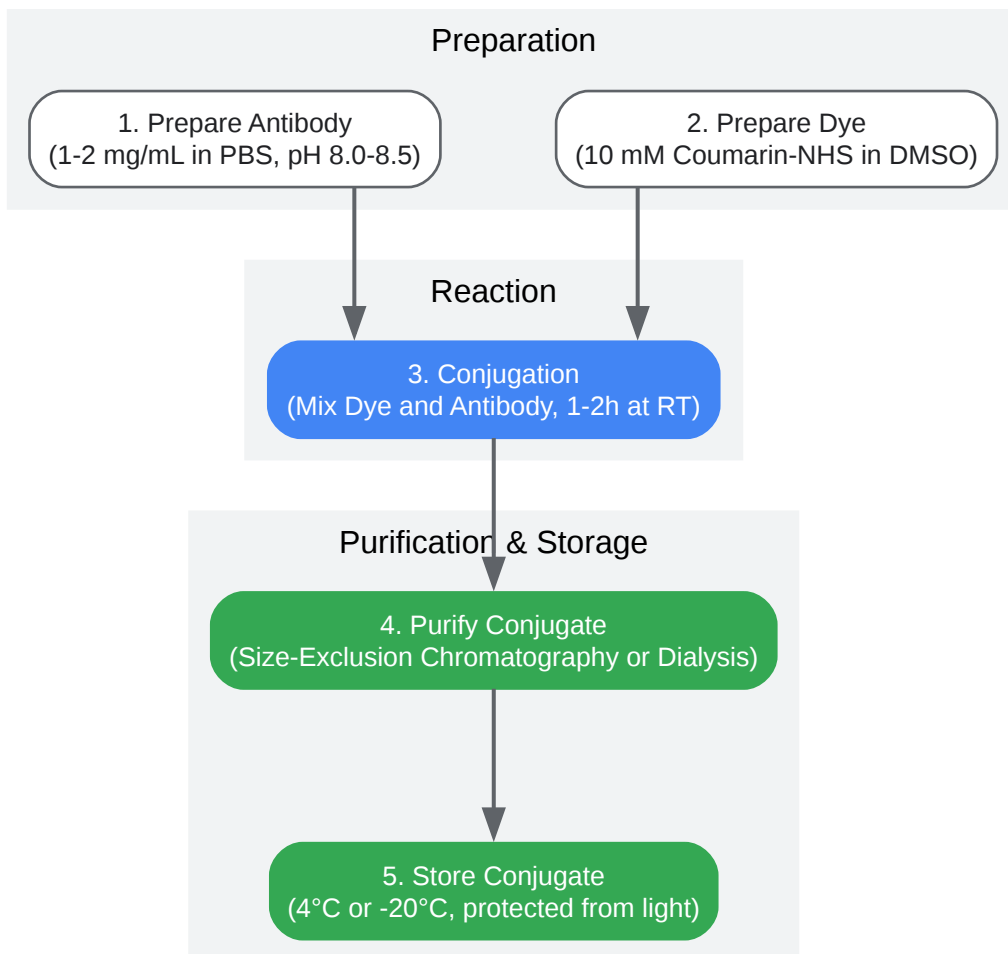 Preparation
1. Prepare Antibody
(1-2 mg/mL in PBS, pH 8.0-8.5)
2. Prepare Dye
(10 mM Coumarin-NHS in DMSO)
Reaction
3. Conjugation
(Mix Dye and Antibody, 1-2h at RT)
Purification & Storage
4. Purify Conjugate
(Size-Exclusion Chromatography or Dialysis)
5. Store Conjugate
(4°C or -20°C, protected from light)